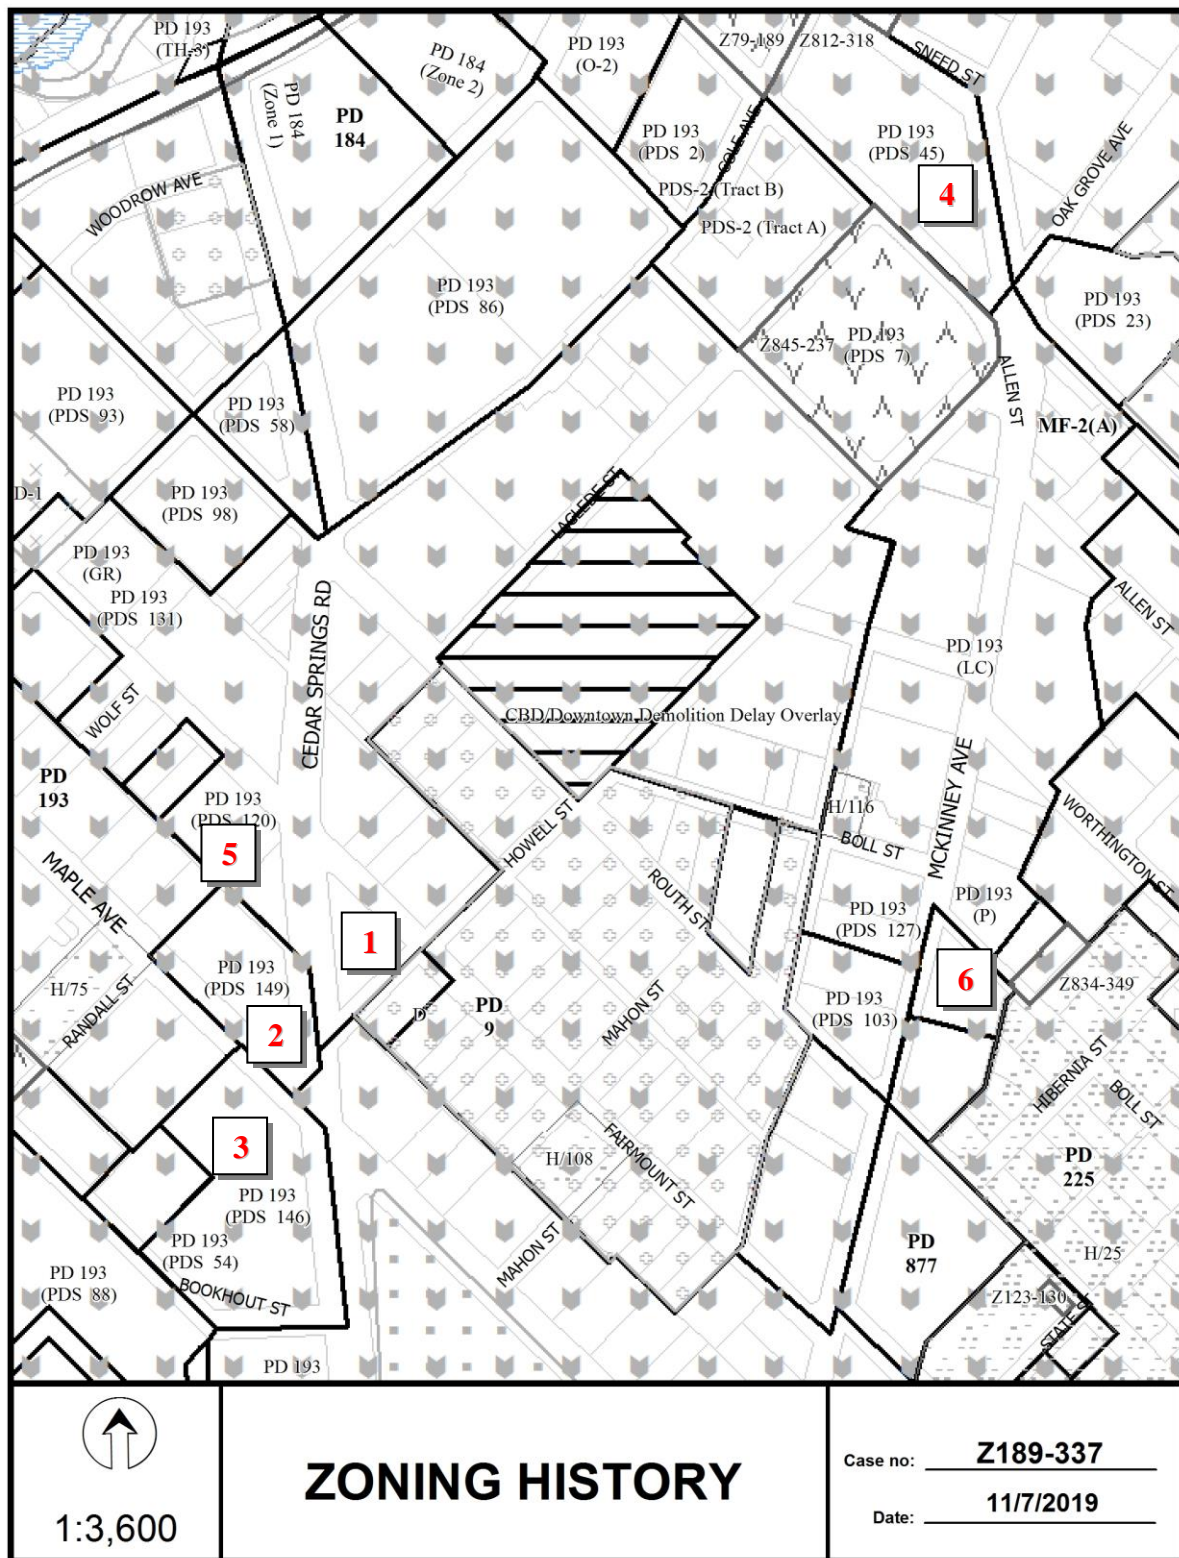 PD 193
(TH-3)
PD 184
(Zone 1)
PD
184
PD 184
(Zone 2)
PD 193
(O-2)
Z79-189
Z812-318
SNEED ST
PD 193
(PDS 2)
COLE AVE
PD 193
(PDS 45)
4
OAK GROVE AVE
WOODROW AVE
PDS-2 (Tract B)
PDS-2 (Tract A)
PD 193
(PDS 86)
PD 193
(PDS 23)
Z845-237
PD 193
(PDS 7)
ALLEN ST
PD 193
(PDS 93)
PD 193
(PDS 58)
MF-2(A)
D-1
PD 193
(PDS 98)
LACLEDE ST
PD 193
(GR)
PD 193
(PDS 131)
CEDAR SPRINGS RD
ALLEN ST
PD 193
(LC)
WOLF ST
CBD/Downtown Demolition Delay Overlay
PD
193
PD 193
(PDS 120)
MCKINNEY AVE
H/116
WORTHINGTON ST
HOWELL ST
BOLL ST
5
MAPLE AVE
ROUTH ST
PD 193
(P)
PD 193
(PDS 127)
1
PD 193
(PDS 149)
6
H/75
RANDALL ST
Z834-349
PD
9
D
MAHON ST
PD 193
(PDS 103)
2
HIBERNIA ST
BOLL ST
3
FAIRMOUNT ST
H/108
PD
225
PD 193
(PDS 146)
PD 193
(PDS 54)
MAHON ST
PD
877
H/25
PD 193
(PDS 88)
BOOKHOUT ST
Z123-130
STATE S
PD 193
1:3,600
ZONING HISTORY
Case no: Z189-337
Date: 11/7/2019